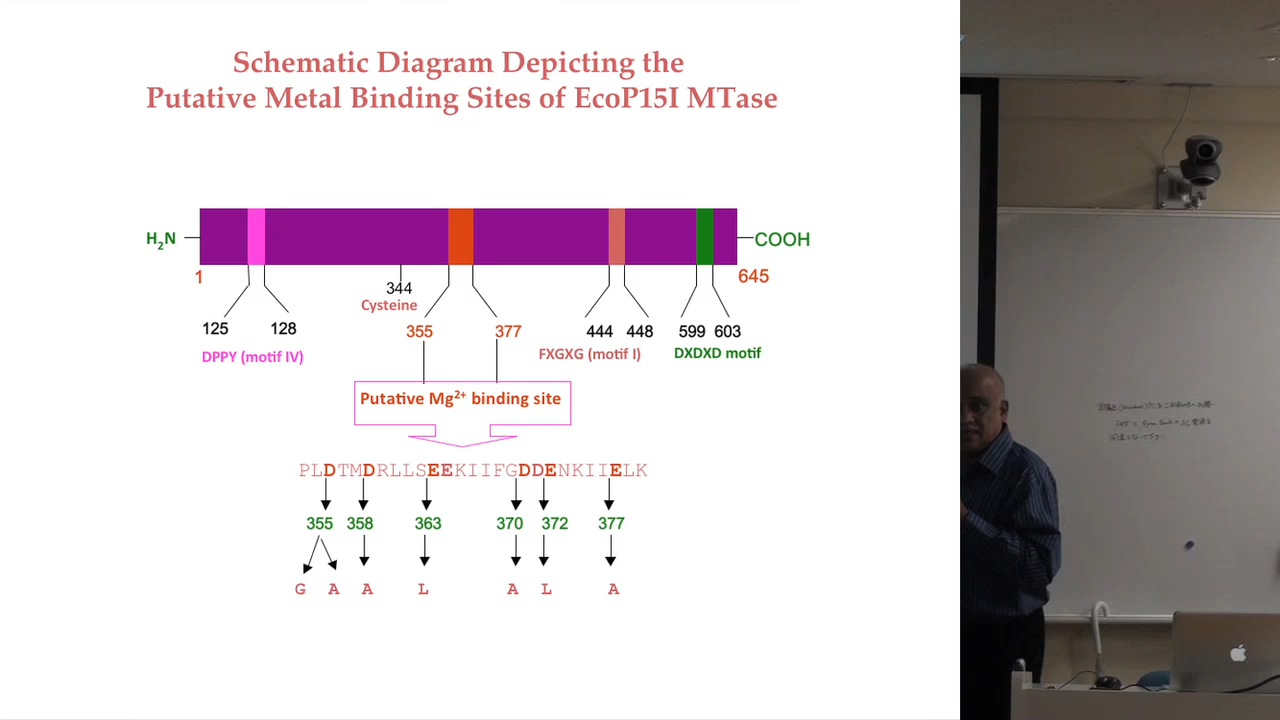 Schematic Diagram Depicting the
Putative Metal Binding Sites of EcoP15I MTase
H₂N
COOH
1
645
344
Cysteine
125
128
355
377
444
448
599
603
DPPY (motif IV)
FXGXG (motif I)
DXDXD motif
Putative Mg²⁺ binding site
PLDTMDRLLSEEKIIFGDDENKIIELK
355
358
363
370
372
377
G
A
A
L
A
L
A